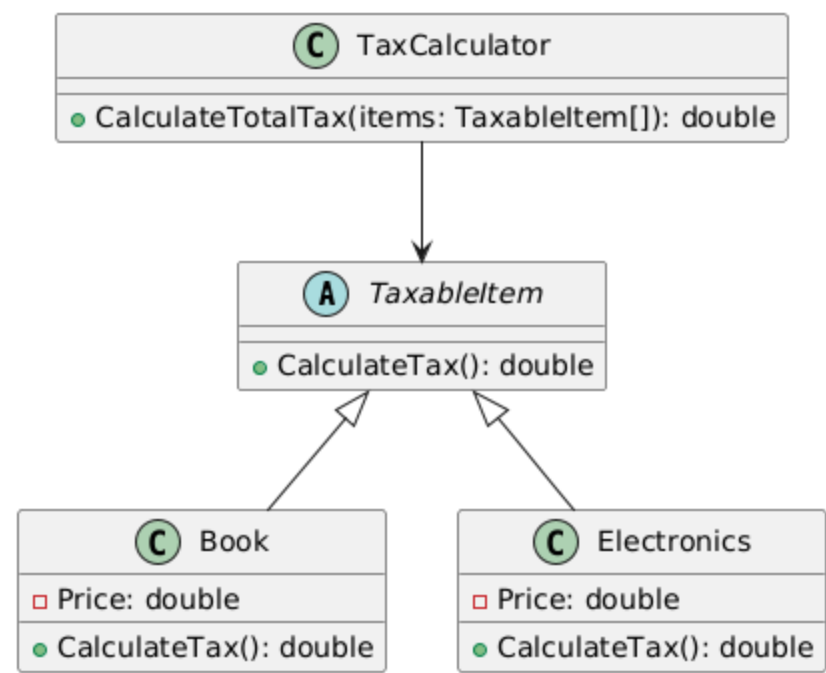 C TaxCalculator
CalculateTotalTax(items: TaxableItem[]): double
A TaxableItem
CalculateTax(): double
C Book
Price: double
CalculateTax(): double
C Electronics
Price: double
CalculateTax(): double